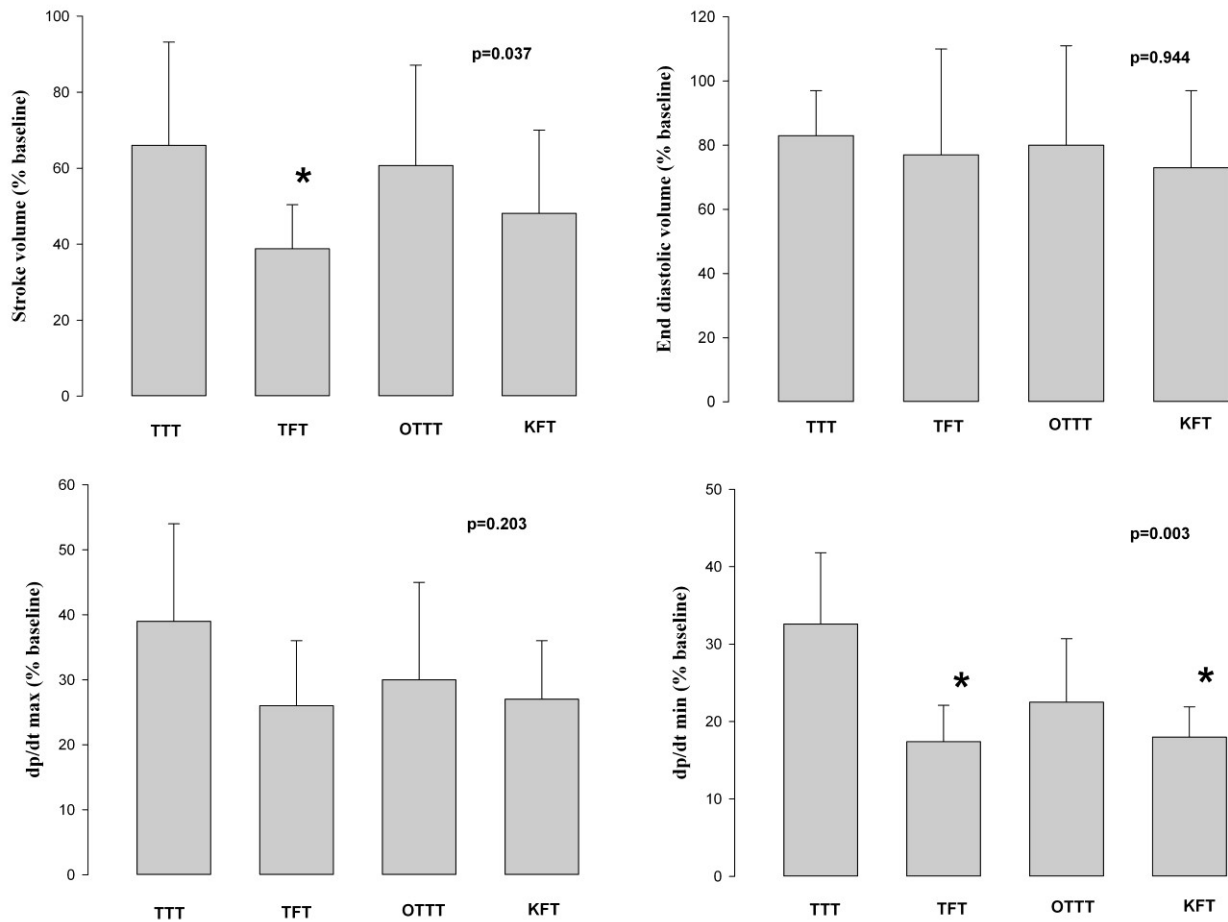 Stroke volume (% baseline)
100
80
60
40
20
0
p=0.037
*
TTT TFT OTTT KFT
End diastolic volume (% baseline)
120
100
80
60
40
20
0
p=0.944
TTT TFT OTTT KFT
dp/dt max (% baseline)
60
50
40
30
20
10
0
p=0.203
TTT TFT OTTT KFT
dp/dt min (% baseline)
50
40
30
20
10
0
p=0.003
* *
TTT TFT OTTT KFT